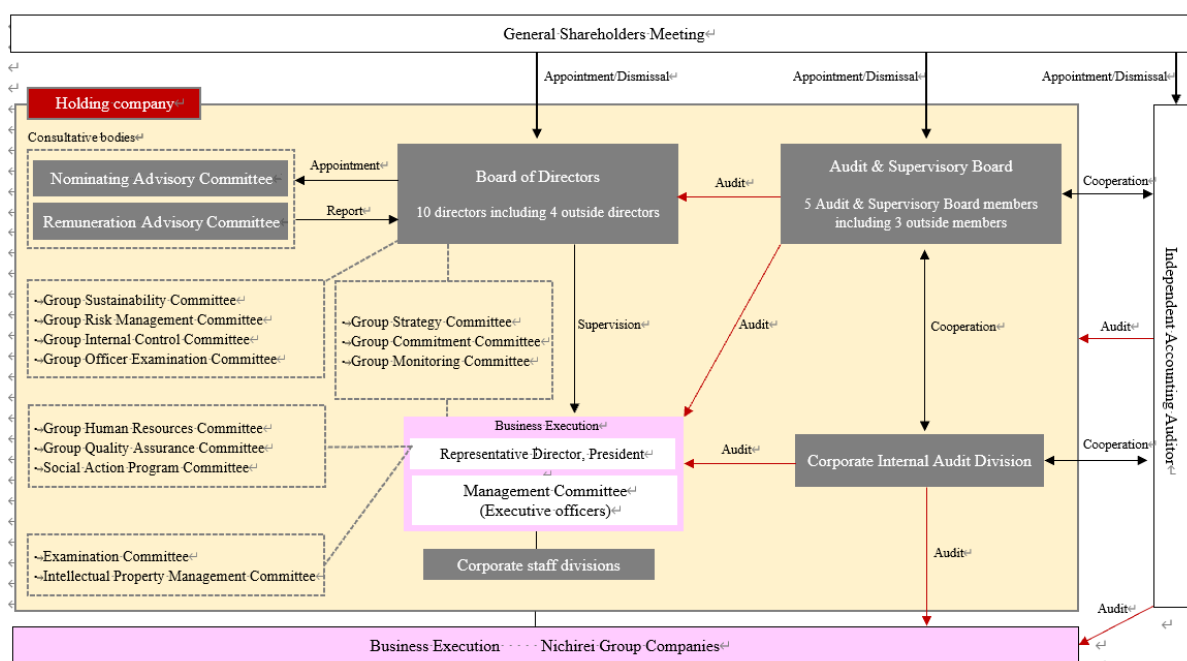 General Shareholders Meeting
Appointment/Dismissal
Appointment/Dismissal
Appointment/Dismissal
Holding company
Consultative bodies
Nominating Advisory Committee
Remuneration Advisory Committee
Appointment
Report
Board of Directors
10 directors including 4 outside directors
Audit
Audit & Supervisory Board
5 Audit & Supervisory Board members
including 3 outside members
Cooperation
Independent Accounting Auditor
Group Sustainability Committee
Group Risk Management Committee
Group Internal Control Committee
Group Officer Examination Committee
Group Strategy Committee
Group Commitment Committee
Group Monitoring Committee
Supervision
Audit
Cooperation
Audit
Group Human Resources Committee
Group Quality Assurance Committee
Social Action Program Committee
Business Execution
Representative Director, President
Management Committee
(Executive officers)
Audit
Corporate Internal Audit Division
Cooperation
Examination Committee
Intellectual Property Management Committee
Corporate staff divisions
Audit
Audit
Business Execution Nichirei Group Companies